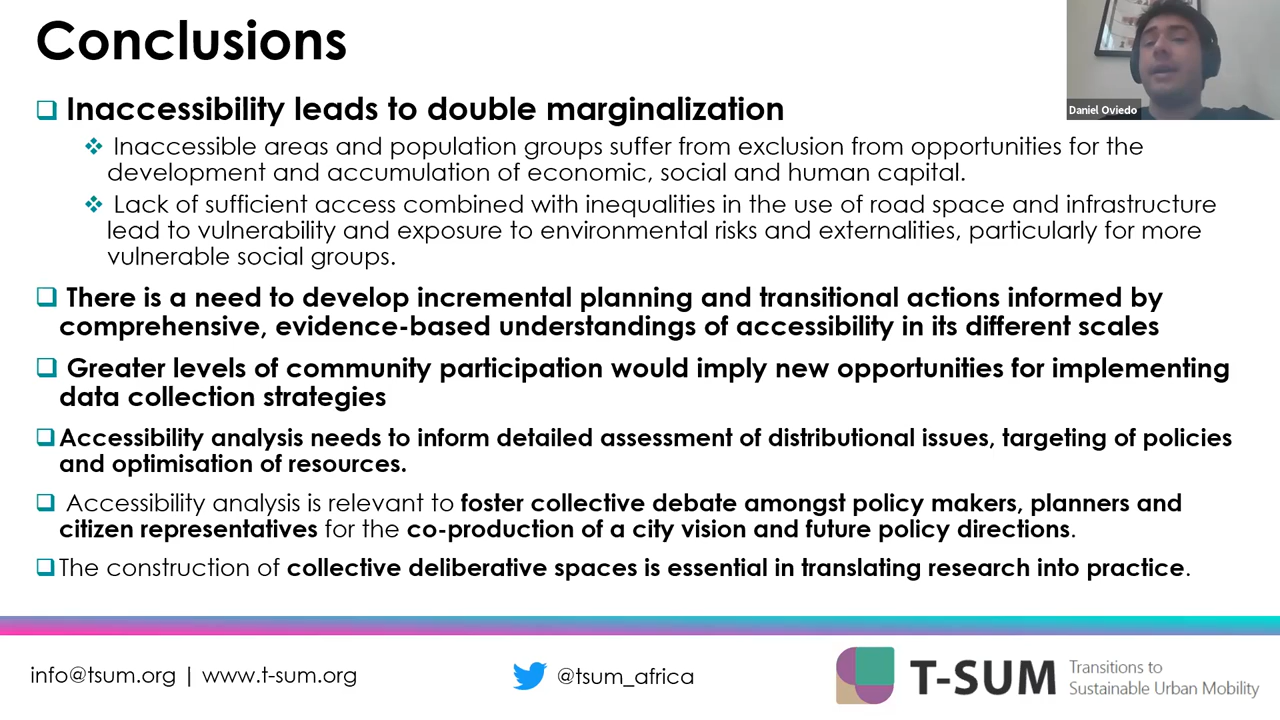 Conclusions
Daniel Oviedo
❑ Inaccessibility leads to double marginalization
❖ Inaccessible areas and population groups suffer from exclusion from opportunities for the
development and accumulation of economic, social and human capital.
❖ Lack of sufficient access combined with inequalities in the use of road space and infrastructure
lead to vulnerability and exposure to environmental risks and externalities, particularly for more
vulnerable social groups.
❑ There is a need to develop incremental planning and transitional actions informed by
comprehensive, evidence-based understandings of accessibility in its different scales
❑ Greater levels of community participation would imply new opportunities for implementing
data collection strategies
❑ Accessibility analysis needs to inform detailed assessment of distributional issues, targeting of policies
and optimisation of resources.
❑ Accessibility analysis is relevant to foster collective debate amongst policy makers, planners and
citizen representatives for the co-production of a city vision and future policy directions.
❑ The construction of collective deliberative spaces is essential in translating research into practice.
info@tsum.org | www.t-sum.org
@tsum_africa
T-SUM
Transitions to
Sustainable Urban Mobility